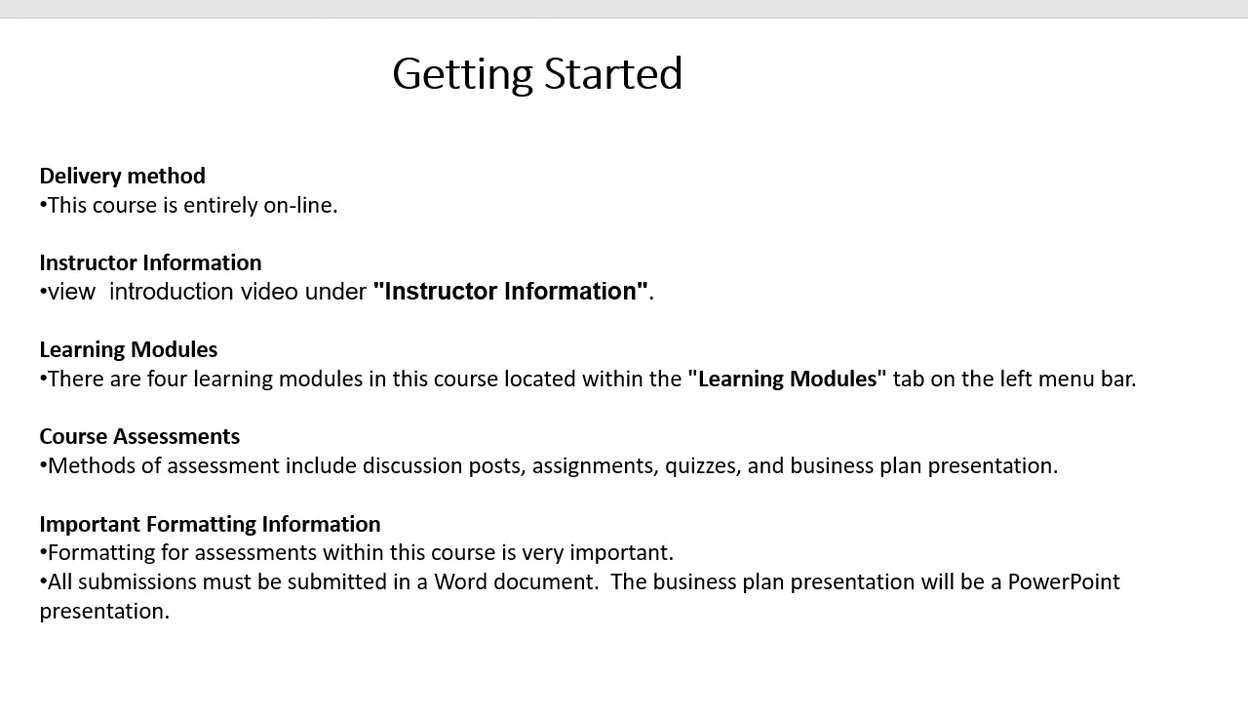 Getting Started
Delivery method
•This course is entirely on-line.
Instructor Information
•view  introduction video under "Instructor Information".
Learning Modules
•There are four learning modules in this course located within the "Learning Modules" tab on the left menu bar.
Course Assessments
•Methods of assessment include discussion posts, assignments, quizzes, and business plan presentation.
Important Formatting Information
•Formatting for assessments within this course is very important.
•All submissions must be submitted in a Word document.  The business plan presentation will be a PowerPoint
presentation.